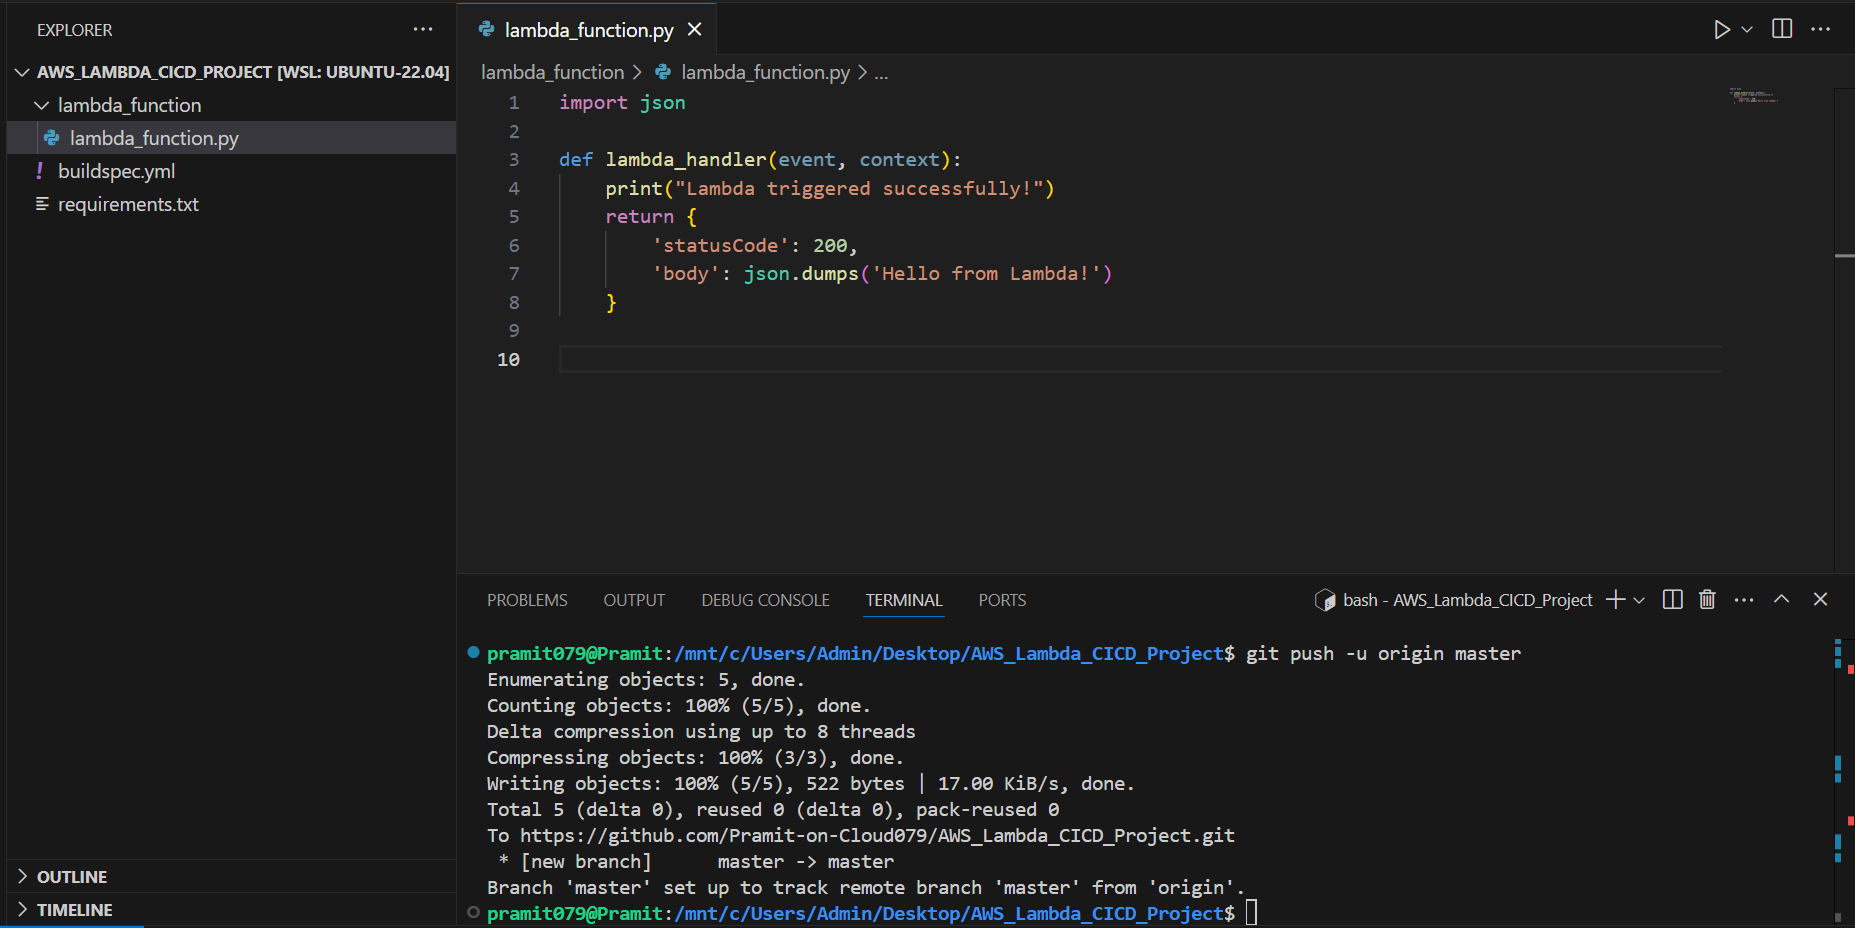 EXPLORER
AWS_LAMBDA_CICD_PROJECT [WSL: UBUNTU-22.04]
lambda_function
lambda_function.py
buildspec.yml
requirements.txt
OUTLINE
TIMELINE
lambda_function.py
lambda_function > lambda_function.py > ...
1 import json
2
3 def lambda_handler(event, context):
4 print("Lambda triggered successfully!")
5 return {
6 'statusCode': 200,
7 'body': json.dumps('Hello from Lambda!')
8 }
9
10
PROBLEMS OUTPUT DEBUG CONSOLE TERMINAL PORTS bash - AWS_Lambda_CICD_Project
pramit079@Pramit:/mnt/c/Users/Admin/Desktop/AWS_Lambda_CICD_Project$ git push -u origin master
Enumerating objects: 5, done.
Counting objects: 100% (5/5), done.
Delta compression using up to 8 threads
Compressing objects: 100% (3/3), done.
Writing objects: 100% (5/5), 522 bytes | 17.00 KiB/s, done.
Total 5 (delta 0), reused 0 (delta 0), pack-reused 0
To https://github.com/Pramit-on-Cloud079/AWS_Lambda_CICD_Project.git
* [new branch] master -> master
Branch 'master' set up to track remote branch 'master' from 'origin'.
pramit079@Pramit:/mnt/c/Users/Admin/Desktop/AWS_Lambda_CICD_Project$